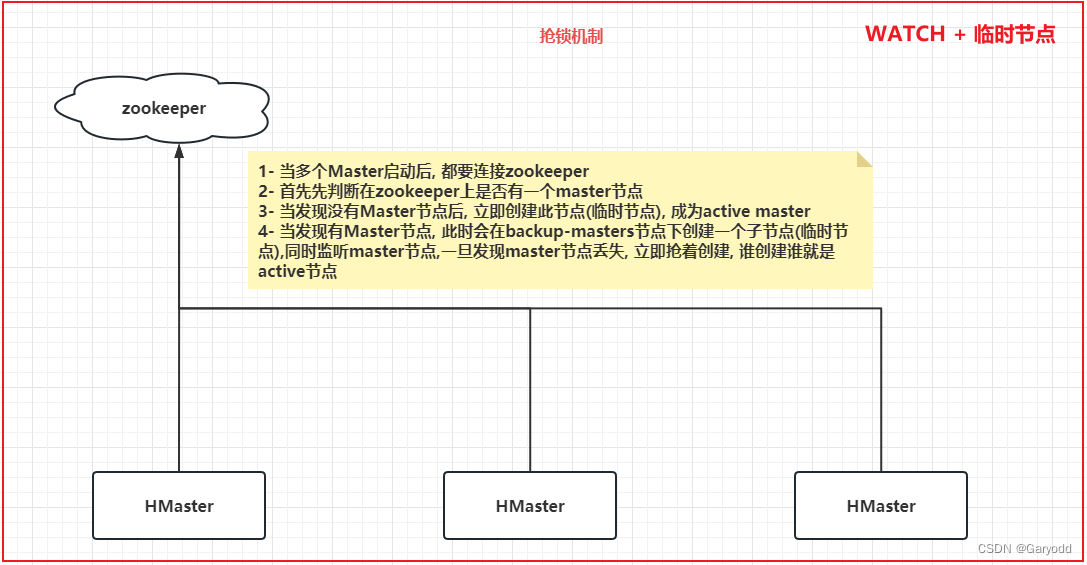 抢锁机制
WATCH + 临时节点
zookeeper
1- 当多个Master启动后, 都要连接zookeeper
2- 首先先判断在zookeeper上是否有一个master节点
3- 当发现没有Master节点后, 立即创建此节点(临时节点), 成为active master
4- 当发现有Master节点, 此时会在backup-masters节点下创建一个子节点(临时节
点),同时监听master节点,一旦发现master节点丢失, 立即抢着创建, 谁创建谁就是
active节点
HMaster
HMaster
HMaster
CSDN @Garyodd